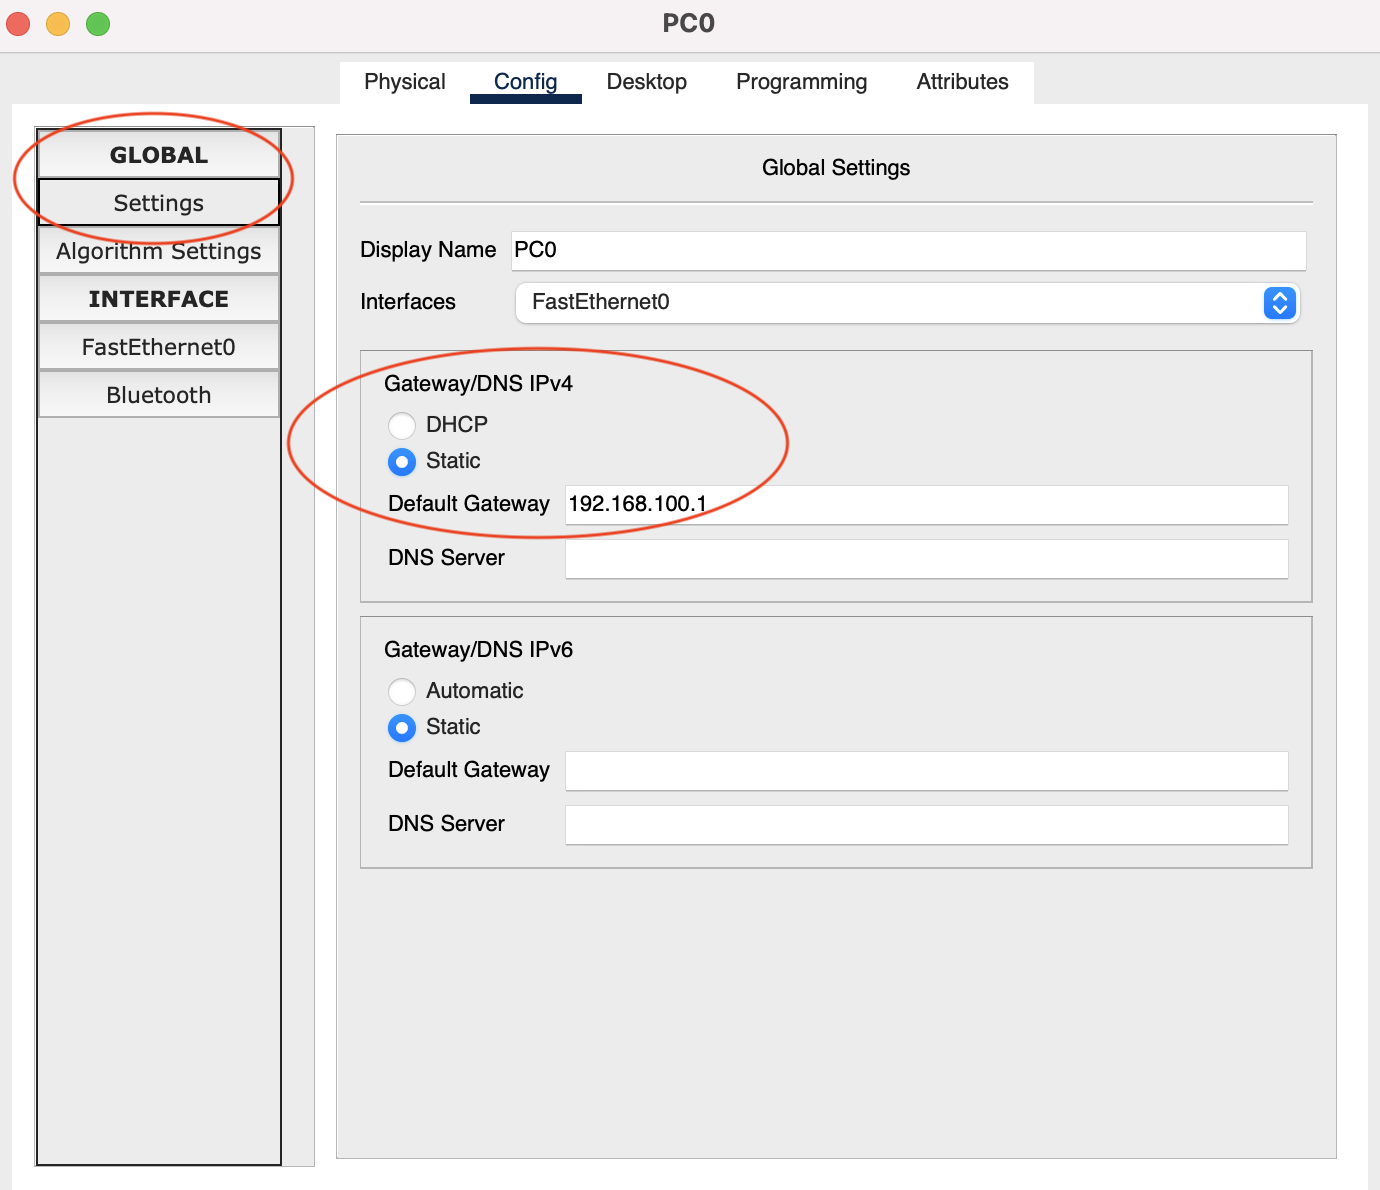 PC0
Physical Config Desktop Programming Attributes
GLOBAL
Settings
Algorithm Settings
INTERFACE
FastEthernet0
Bluetooth
Global Settings
Display Name PC0
Interfaces FastEthernet0
Gateway/DNS IPv4
DHCP
Static
Default Gateway 192.168.100.1
DNS Server
Gateway/DNS IPv6
Automatic
Static
Default Gateway
DNS Server